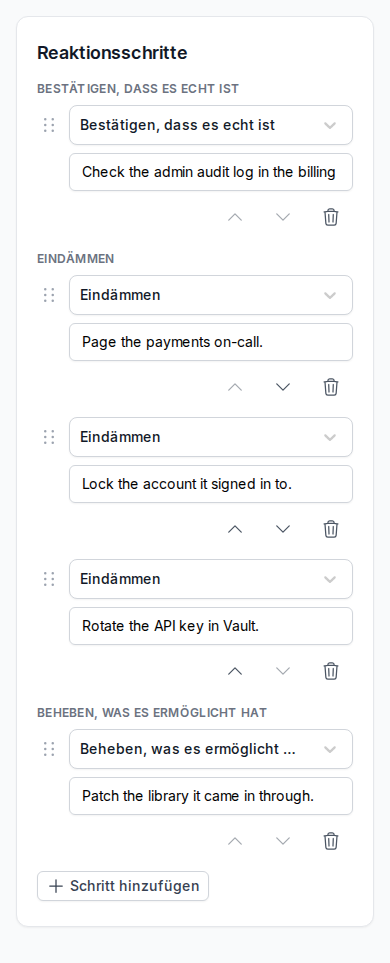 Reaktionsschritte
BESTÄTIGEN, DASS ES ECHT IST
Bestätigen, dass es echt ist
Check the admin audit log in the billing
EINDÄMMEN
Eindämmen
Page the payments on-call.
Eindämmen
Lock the account it signed in to.
Eindämmen
Rotate the API key in Vault.
BEHEBEN, WAS ES ERMÖGLICHT HAT
Beheben, was es ermöglicht ...
Patch the library it came in through.
Schritt hinzufügen